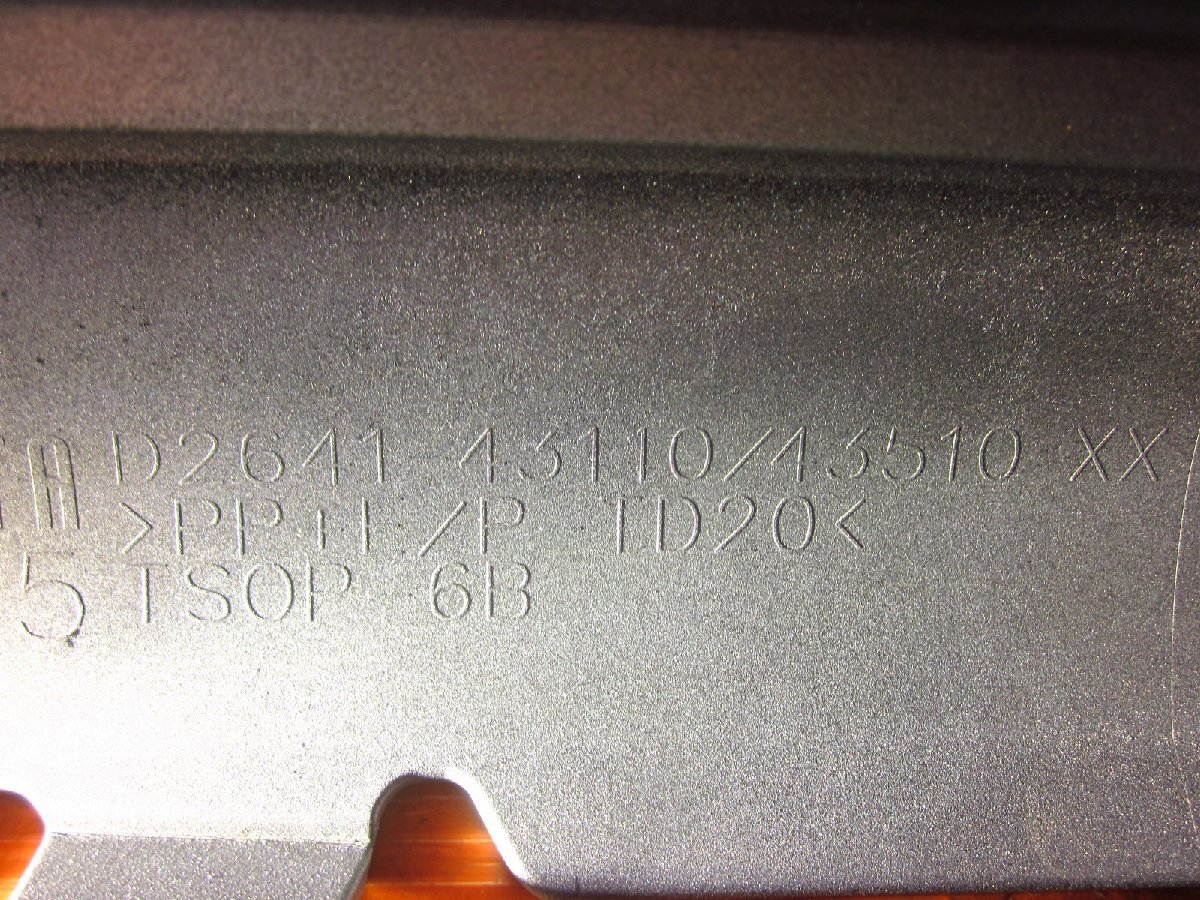 D2641 43110/43510 XX
>PP+E/P TD20<
5 TSOP 6B